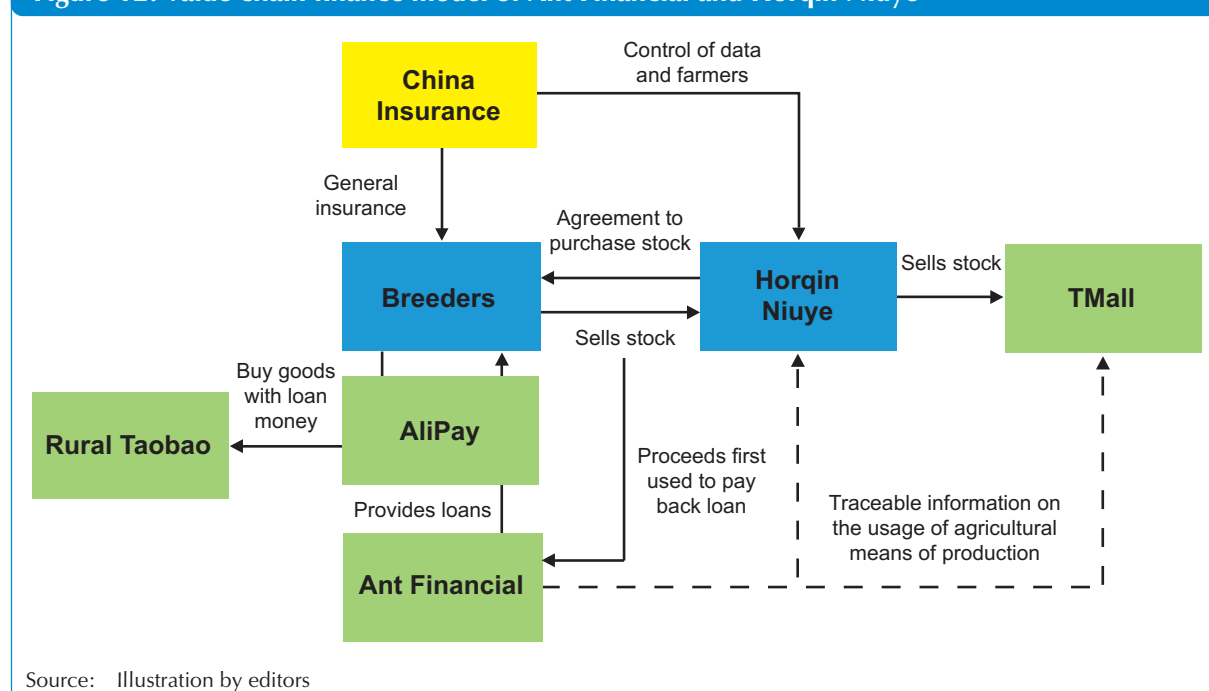 Control of data
and farmers
China
Insurance
General
insurance
Agreement to
purchase stock
Breeders
Horqin
Niuye
Sells stock
TMall
Sells stock
Buy goods
with loan
money
Rural Taobao
AliPay
Proceeds first
used to pay
back loan
Provides loans
Traceable information on
the usage of agricultural
means of production
Ant Financial
Source: Illustration by editors